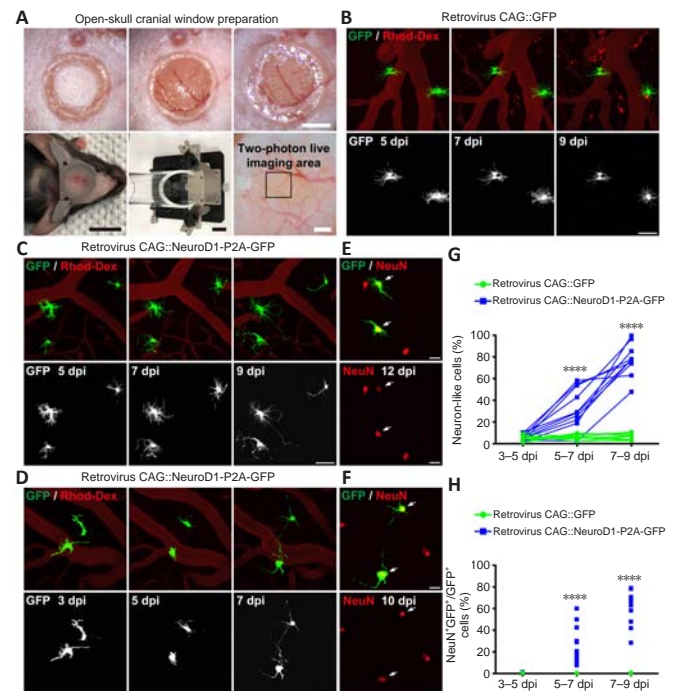 A
Open-skull cranial window preparation
Two-photon live
imaging area
B
Retrovirus CAG::GFP
GFP / Rhod-Dex
GFP 5 dpi
7 dpi
9 dpi
C
Retrovirus CAG::NeuroD1-P2A-GFP
GFP / Rhod-Dex
GFP 5 dpi
7 dpi
9 dpi
E
GFP / NeuN
NeuN 12 dpi
D
Retrovirus CAG::NeuroD1-P2A-GFP
GFP / Rhod-Dex
GFP 3 dpi
5 dpi
7 dpi
F
GFP / NeuN
NeuN 10 dpi
G
Retrovirus CAG::GFP
Retrovirus CAG::NeuroD1-P2A-GFP
Neuron-like cells (%)
100
80
60
40
20
0
****
****
3–5 dpi
5–7 dpi
7–9 dpi
H
Retrovirus CAG::GFP
Retrovirus CAG::NeuroD1-P2A-GFP
NeuN⁺GFP⁺/GFP⁺
cells (%)
100
80
60
40
20
0
****
****
3–5 dpi
5–7 dpi
7–9 dpi